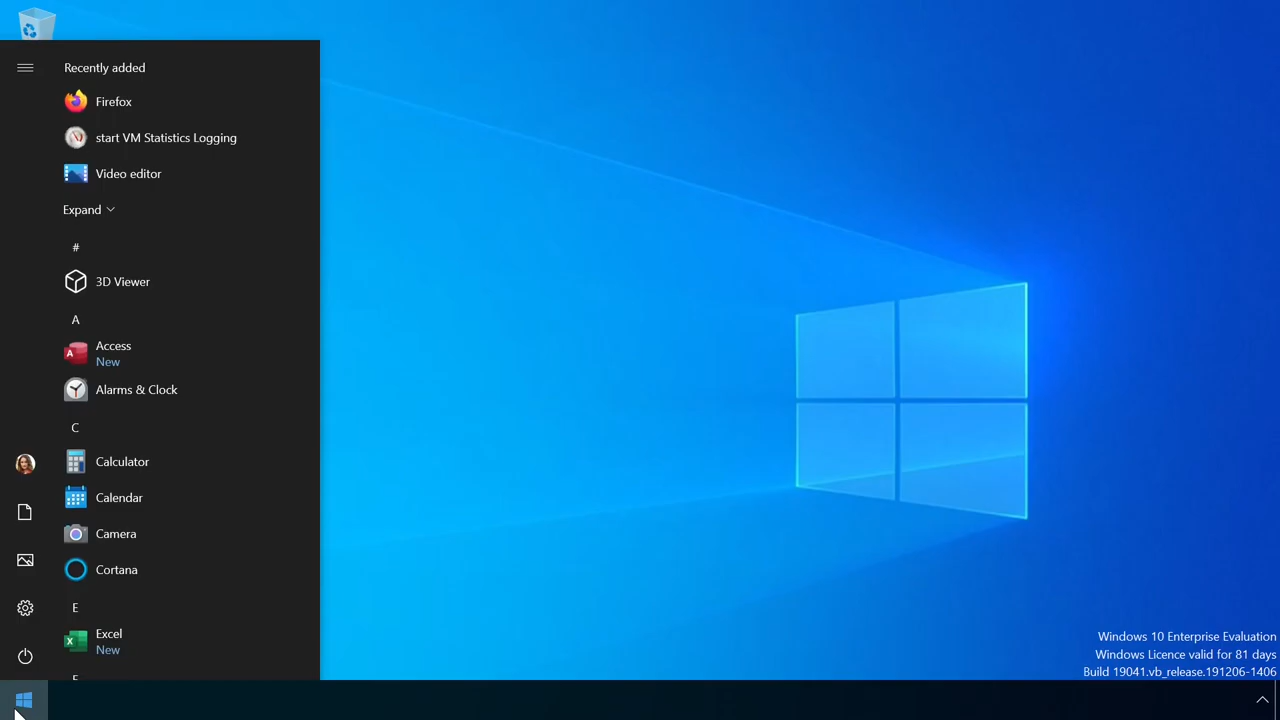 Recently added
Firefox
start VM Statistics Logging
Video editor
Expand
#
3D Viewer
A
Access
New
Alarms & Clock
C
Calculator
Calendar
Camera
Cortana
E
Excel
New
Windows 10 Enterprise Evaluation
Windows Licence valid for 81 days
Build 19041.vb_release.191206-1406